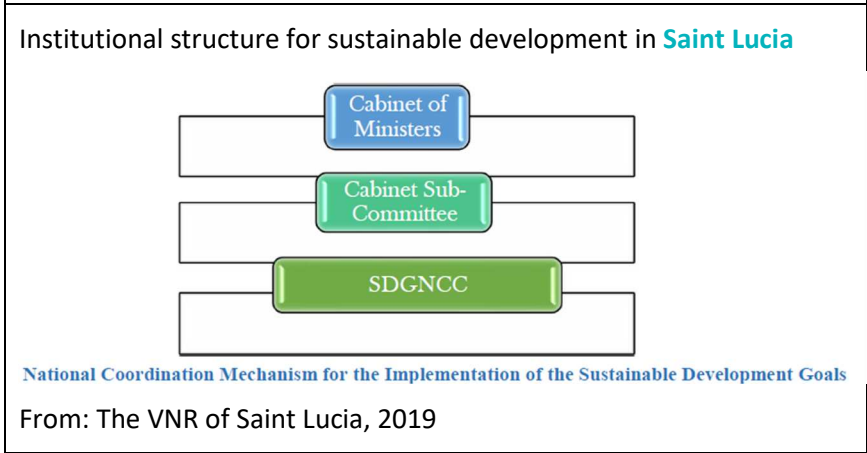 Institutional structure for sustainable development in Saint Lucia
Cabinet of
Ministers
Cabinet Sub-
Committee
SDGNCC
National Coordination Mechanism for the Implementation of the Sustainable Development Goals
From: The VNR of Saint Lucia, 2019